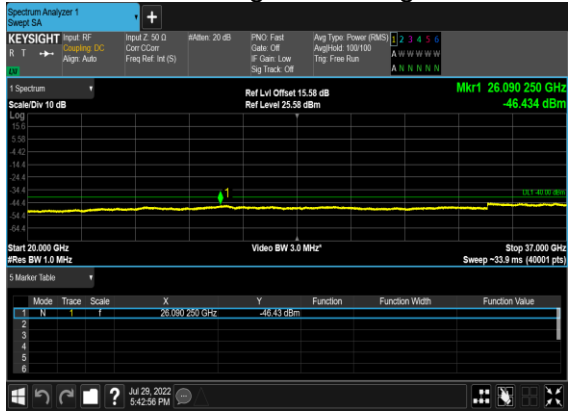 Spectrum Analyzer 1
Swept SA
+
KEYSIGHT Input: RF Input Z: 50 Ω #Atten: 20 dB PNO: Fast Avg Type: Power (RMS) 1 2 3 4 5 6
R T Coupling: DC Corr CCorr Gate: Off Avg|Hold: 100/100 A W W W W W
Align: Auto Freq Ref: Int (S) IF Gain: Low Trig: Free Run
LU Sig Track: Off A N N N N N
1 Spectrum Ref Lvl Offset 15.58 dB Mkr1 26.090 250 GHz
Scale/Div 10 dB Ref Level 25.58 dBm -46.434 dBm
Log
15.6
5.58
-4.42
-14.4
-24.4
-34.4
1
DL1 -40.00 dBm
-44.4
-54.4
-64.4
Start 20.000 GHz Video BW 3.0 MHz* Stop 37.000 GHz
#Res BW 1.0 MHz Sweep ~33.9 ms (40001 pts)
5 Marker Table
Mode Trace Scale X Y Function Function Width Function Value
1 N 1 f 26.090 250 GHz -46.43 dBm
2
3
4
5
6
? Jul 29, 2022
5:42:56 PM